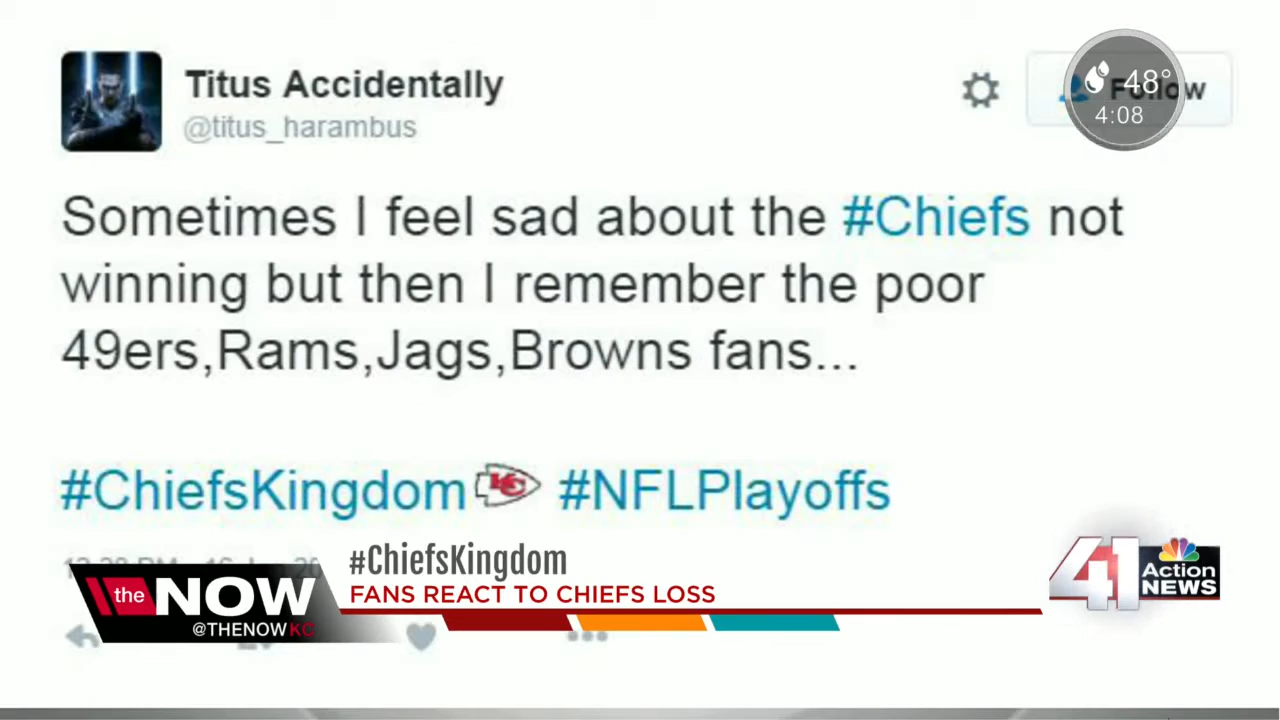 Titus Accidentally
@titus_harambus
Follow
48°
4:08
Sometimes I feel sad about the #Chiefs not
winning but then I remember the poor
49ers,Rams,Jags,Browns fans...
#ChiefsKingdom KC #NFLPlayoffs
#ChiefsKingdom
FANS REACT TO CHIEFS LOSS
the NOW
@THENOWKC
41 Action
NEWS